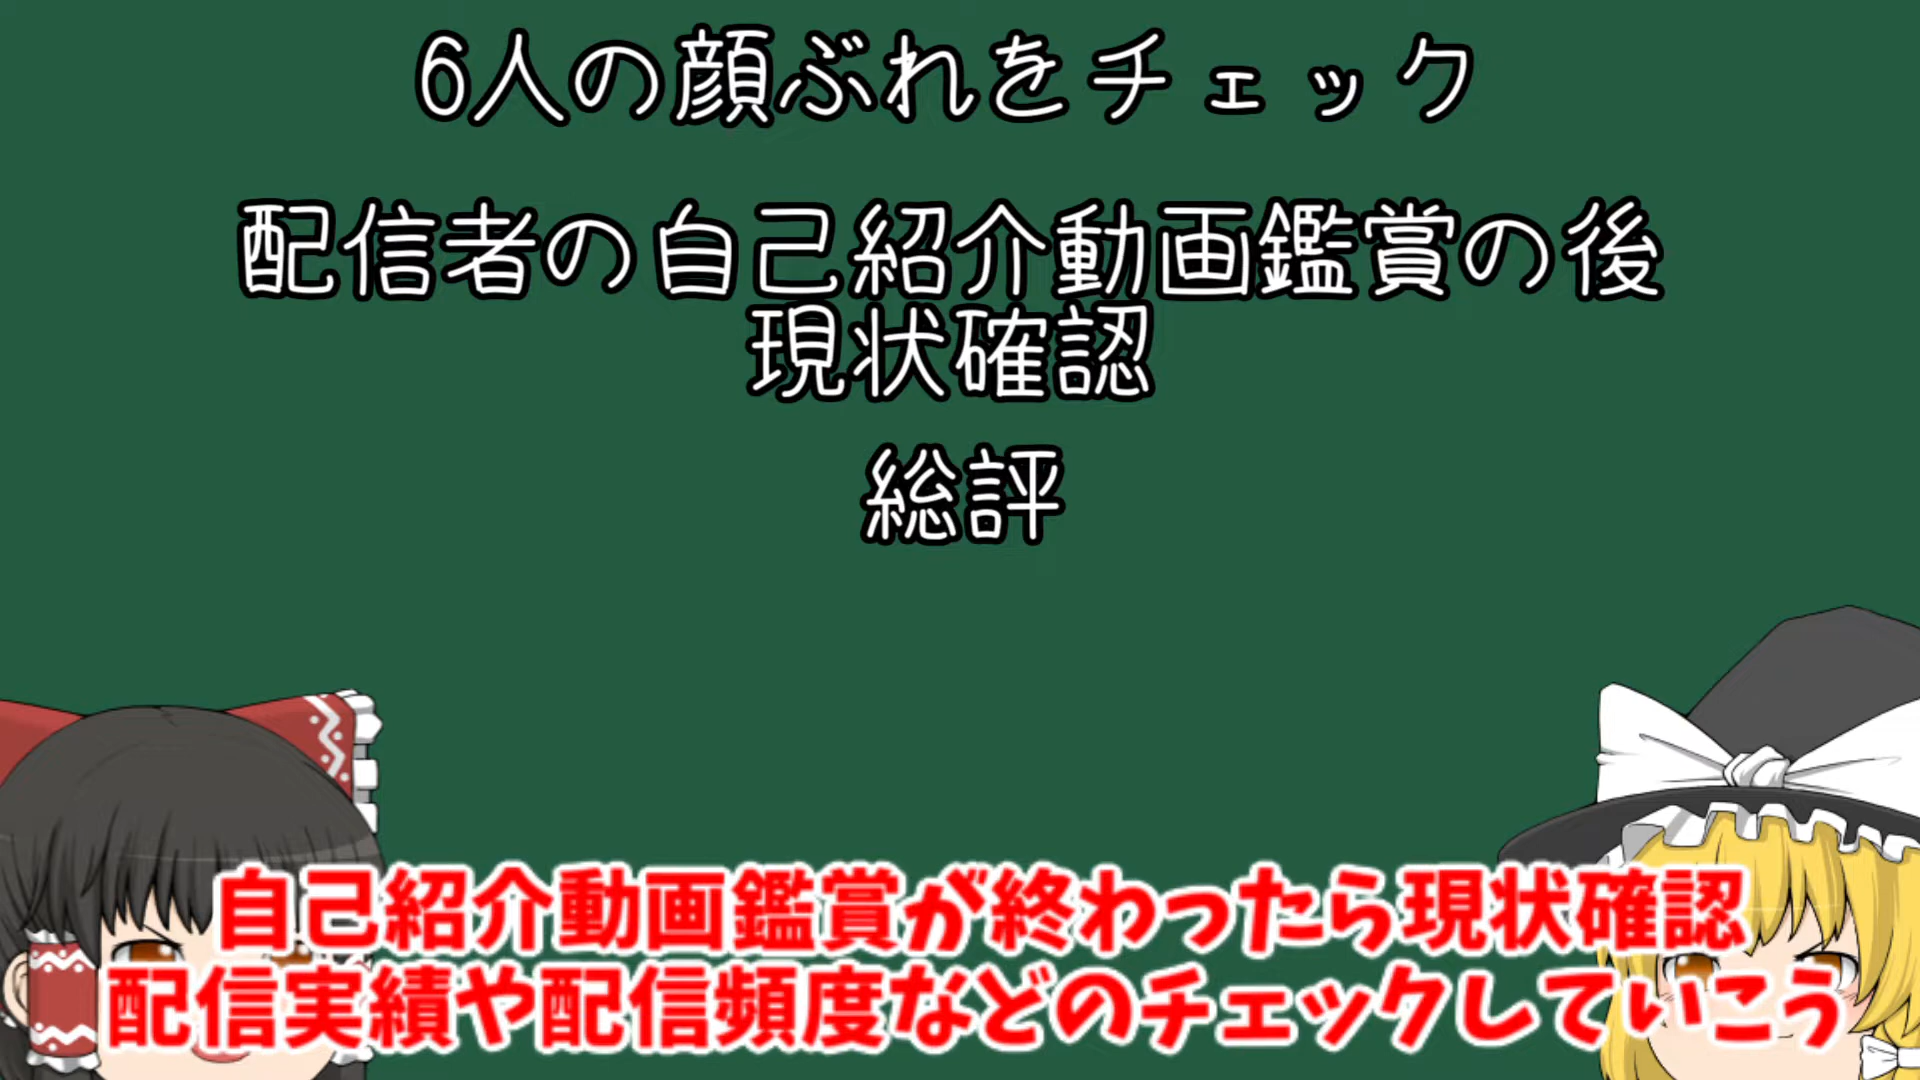 6人の顔ぶれをチェック
配信者の自己紹介動画鑑賞の後
現状確認
総評
自己紹介動画鑑賞が終わったら現状確認
配信実績や配信頻度などのチェックしていこう